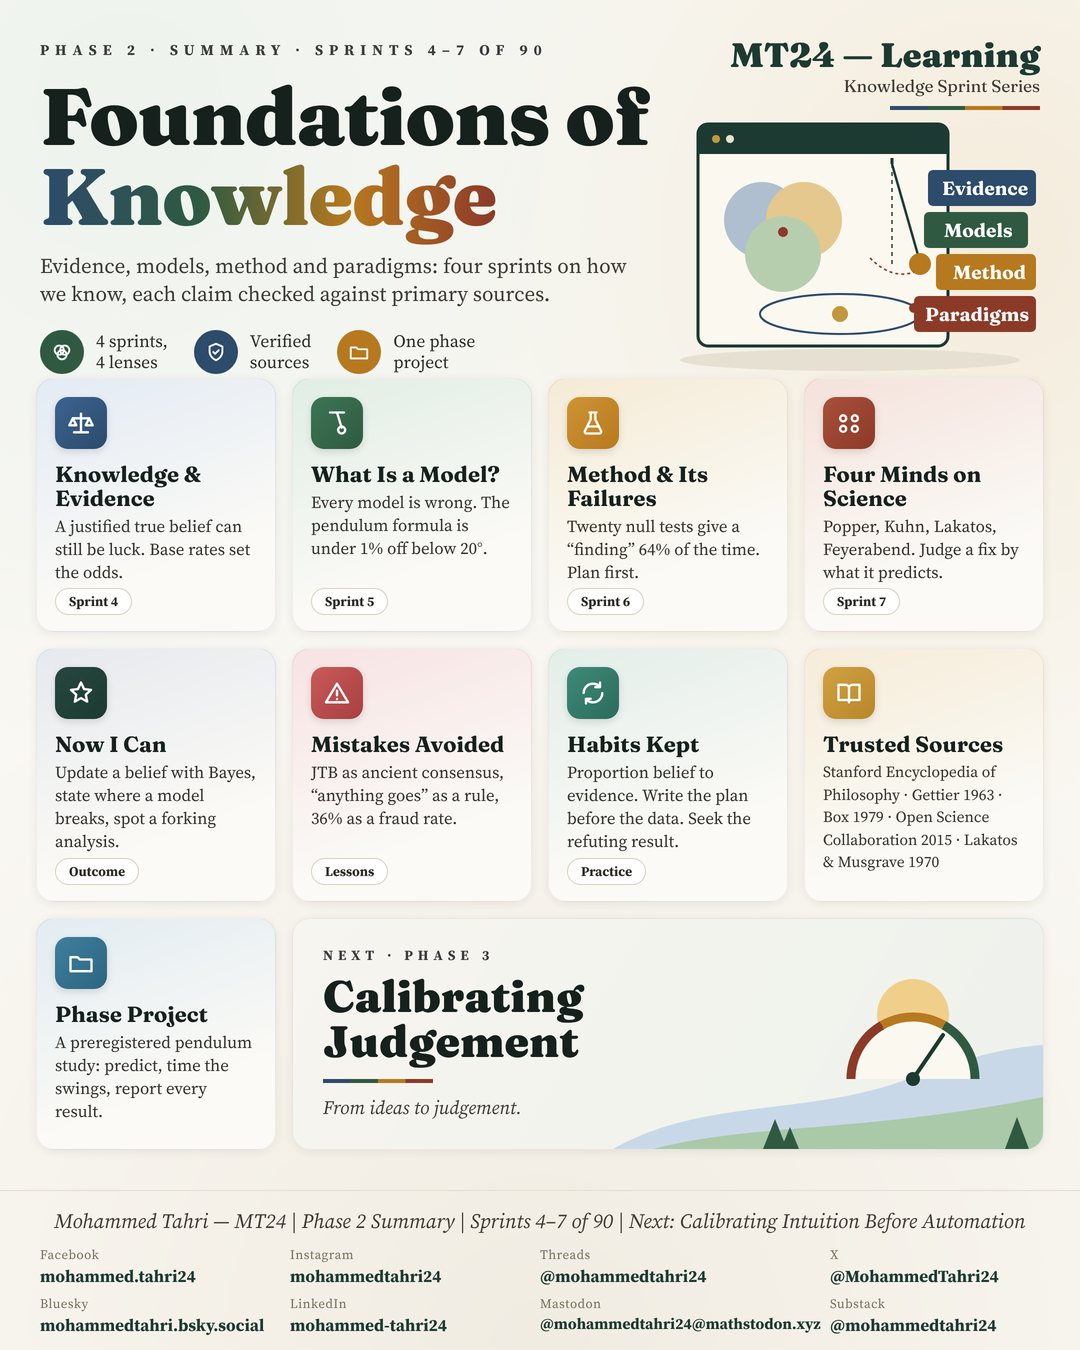 PHASE 2 · SUMMARY · SPRINTS 4–7 OF 90
MT24 — Learning
Knowledge Sprint Series
Foundations of
Knowledge
Evidence, models, method and paradigms: four sprints on how
we know, each claim checked against primary sources.
4 sprints,
4 lenses
Verified
sources
One phase
project
Evidence
Models
Method
Paradigms
Knowledge &
Evidence
A justified true belief can
still be luck. Base rates set
the odds.
Sprint 4
What Is a Model?
Every model is wrong. The
pendulum formula is
under 1% off below 20°.
Sprint 5
Method & Its
Failures
Twenty null tests give a
“finding” 64% of the time.
Plan first.
Sprint 6
Four Minds on
Science
Popper, Kuhn, Lakatos,
Feyerabend. Judge a fix by
what it predicts.
Sprint 7
Now I Can
Update a belief with Bayes,
state where a model
breaks, spot a forking
analysis.
Outcome
Mistakes Avoided
JTB as ancient consensus,
“anything goes” as a rule,
36% as a fraud rate.
Lessons
Habits Kept
Proportion belief to
evidence. Write the plan
before the data. Seek the
refuting result.
Practice
Trusted Sources
Stanford Encyclopedia of
Philosophy · Gettier 1963 ·
Box 1979 · Open Science
Collaboration 2015 · Lakatos
& Musgrave 1970
Phase Project
A preregistered pendulum
study: predict, time the
swings, report every
result.
NEXT · PHASE 3
Calibrating
Judgement
From ideas to judgement.
Mohammed Tahri — MT24 | Phase 2 Summary | Sprints 4–7 of 90 | Next: Calibrating Intuition Before Automation
Facebook
mohammed.tahri24
Instagram
mohammedtahri24
Threads
@mohammedtahri24
X
@MohammedTahri24
Bluesky
mohammedtahri.bsky.social
LinkedIn
mohammed-tahri24
Mastodon
@mohammedtahri24@mathstodon.xyz
Substack
@mohammedtahri24